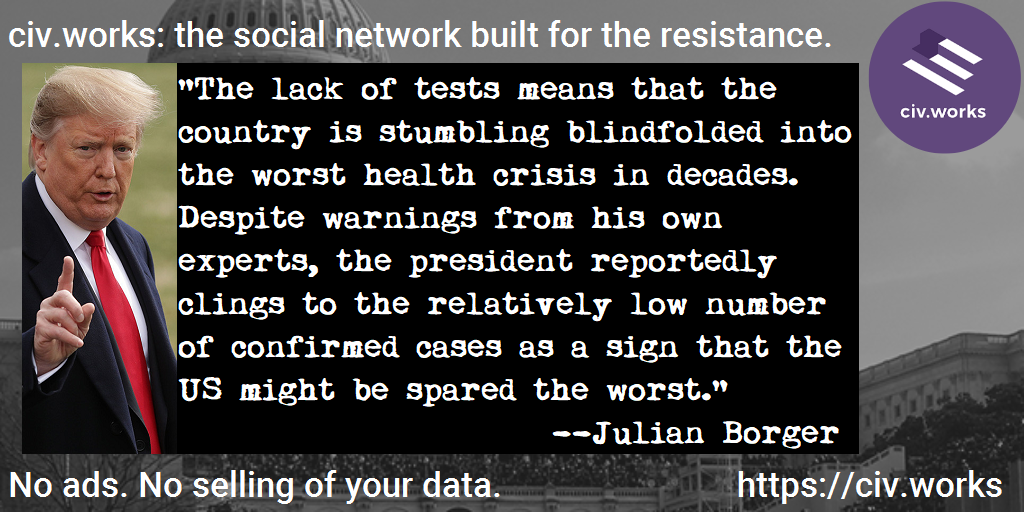 civ.works: the social network built for the resistance.
civ.works
"The lack of tests means that the
country is stumbling blindfolded into
the worst health crisis in decades.
Despite warnings from his own
experts, the president reportedly
clings to the relatively low number
of confirmed cases as a sign that the
US might be spared the worst."
--Julian Borger
No ads. No selling of your data.
https://civ.works